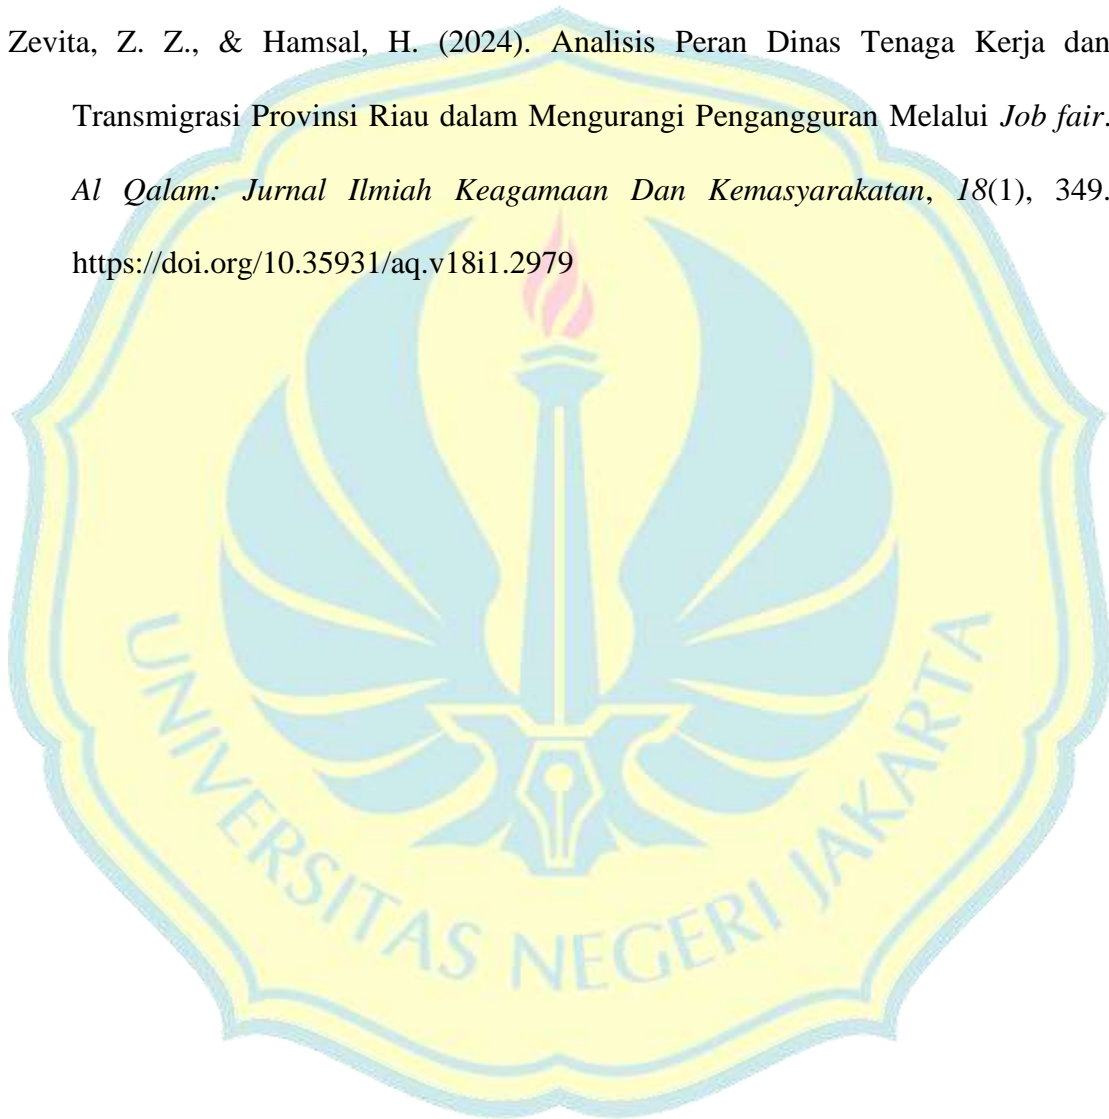 Zevita, Z. Z., & Hamsal, H. (2024). Analisis Peran Dinas Tenaga Kerja dan
Transmigrasi Provinsi Riau dalam Mengurangi Pengangguran Melalui Job fair.
Al Qalam: Jurnal Ilmiah Keagamaan Dan Kemasyarakatan, 18(1), 349.
https://doi.org/10.35931/aq.v18i1.2979
UNIVERSITAS NEGERI JAKARTA